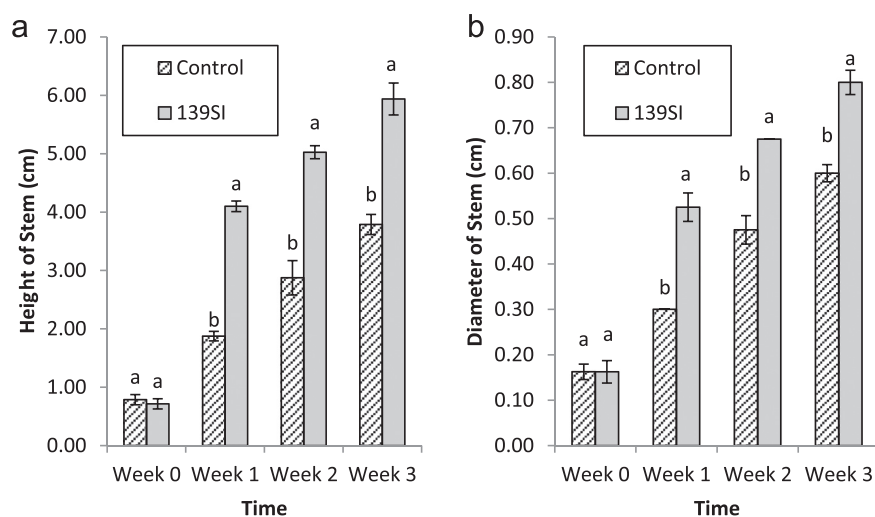 a
7.00
6.00
5.00
4.00
3.00
2.00
1.00
0.00
Height of Stem (cm)
Control
139SI
a a
b a
b a
b a
Week 0 Week 1 Week 2 Week 3
Time
b
0.90
0.80
0.70
0.60
0.50
0.40
0.30
0.20
0.10
0.00
Diameter of Stem (cm)
Control
139SI
a a
b a
b a
b a
Week 0 Week 1 Week 2 Week 3
Time